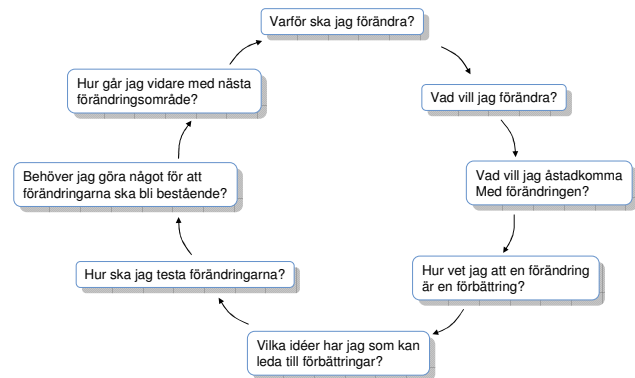 Varför ska jag förändra?
Vad vill jag förändra?
Vad vill jag åstadkomma
Med förändringen?
Hur vet jag att en förändring
är en förbättring?
Vilka idéer har jag som kan
leda till förbättringar?
Hur ska jag testa förändringarna?
Behöver jag göra något för att
förändringarna ska bli bestående?
Hur går jag vidare med nästa
förändringsområde?